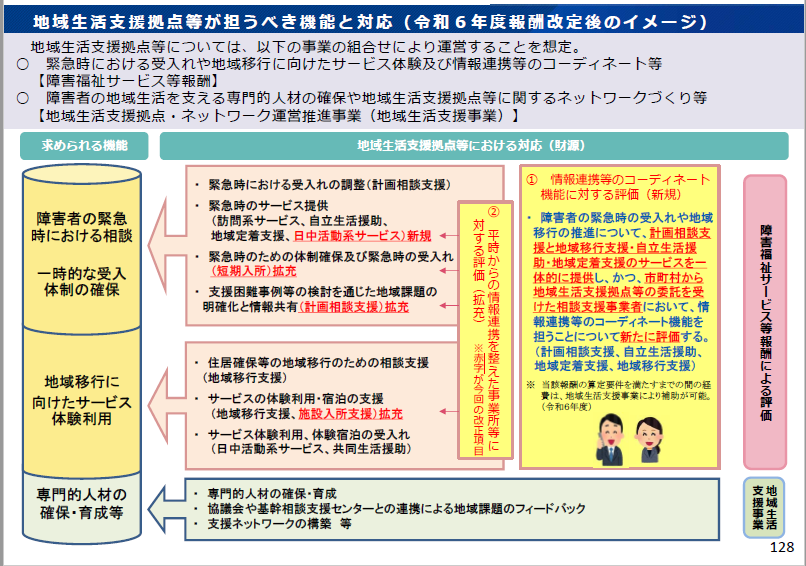 地域生活支援拠点等が担うべき機能と対応（令和６年度報酬改定後のイメージ）
地域生活支援拠点等については、以下の事業の組合せにより運営することを想定。
○　緊急時における受入れや地域移行に向けたサービス体験及び情報連携等のコーディネート等
【障害福祉サービス等報酬】
○　障害者の地域生活を支える専門的人材の確保や地域生活支援拠点等に関するネットワークづくり等
【地域生活支援拠点・ネットワーク運営推進事業（地域生活支援事業）】
求められる機能
地域生活支援拠点等における対応（財源）
障害者の緊急
時における相談
一時的な受入
体制の確保
・ 緊急時における受入れの調整（計画相談支援）
・ 緊急時のサービス提供
（訪問系サービス、自立生活援助、
地域定着支援、日中活動系サービス）新規
・ 緊急時のための体制確保及び緊急時の受入れ
（短期入所）拡充
・ 支援困難事例等の検討を通じた地域課題の
明確化と情報共有（計画相談支援）拡充
地域移行に
向けたサービス
体験利用
・ 住居確保等の地域移行のための相談支援
（地域移行支援）
・ サービスの体験利用・宿泊の支援
（地域移行支援、施設入所支援）拡充
・ サービス体験利用、体験宿泊の受入れ
（日中活動系サービス、共同生活援助）
② 平時からの情報連携を整えた事業所等に
対する評価（拡充）　※赤字が今回の改正項目
① 情報連携等のコーディネート
機能に対する評価（新規）
・ 障害者の緊急時の受入れや地域
移行の推進について、計画相談支
援と地域移行支援・自立生活援
助・地域定着支援のサービスを一
体的に提供し、かつ、市町村から
地域生活支援拠点等の委託を受
けた相談支援事業者において、情
報連携等のコーディネート機能を
担うことについて新たに評価する。
（計画相談支援、自立生活援助、
地域定着支援、地域移行支援）
※ 当該報酬の算定要件を満たすまでの間の経
費は、地域生活支援事業により補助が可能。
（令和6年度）
障害福祉サービス等報酬による評価
専門的人材の
確保・育成等
・ 専門的人材の確保・育成
・ 協議会や基幹相談支援センターとの連携による地域課題のフィードバック
・ 支援ネットワークの構築 等
地域生活
支援事業
128